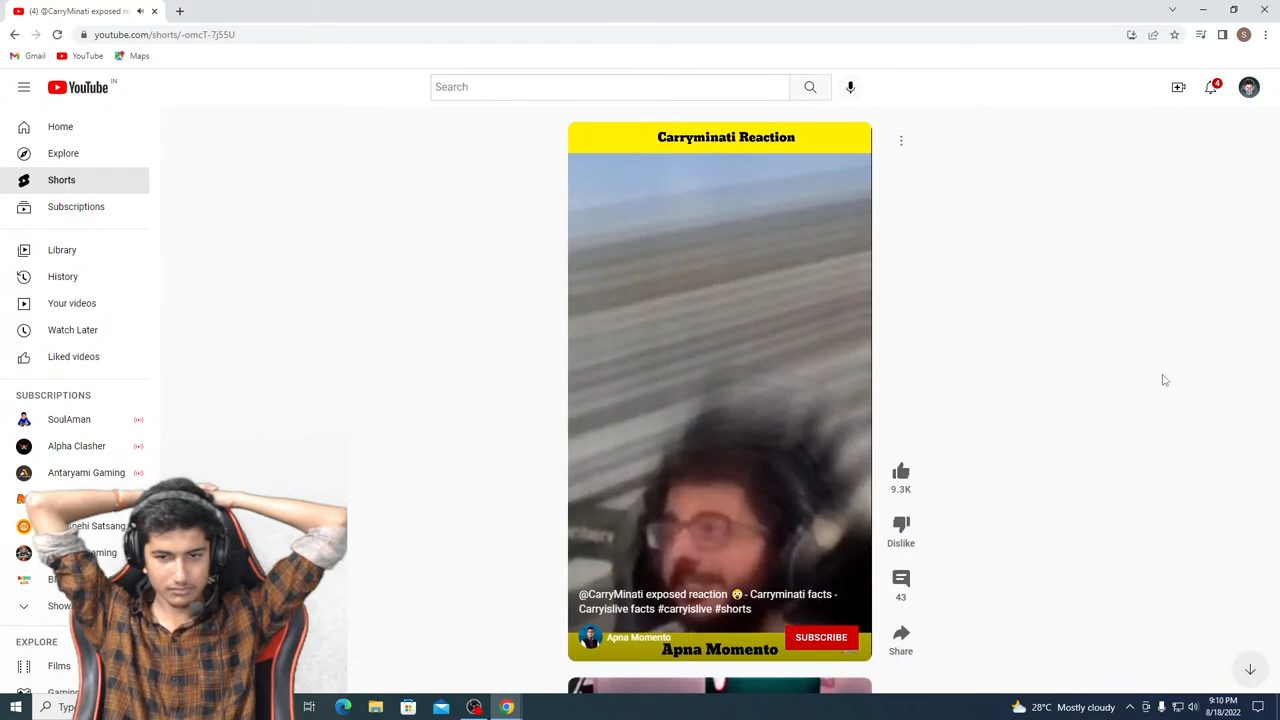 (4) @CarryMinati exposed re
youtube.com/shorts/-omcT-7j55U
Gmail
YouTube
Maps
YouTube IN
Search
4
Home
Explore
Shorts
Subscriptions
Library
History
Your videos
Watch Later
Liked videos
SUBSCRIPTIONS
SoulAman
Alpha Clasher
Antaryami Gaming
nehi Satsang
Show
EXPLORE
Films
Carryminati Reaction
@CarryMinati exposed reaction 😲- Carryminati facts -
Carryislive facts #carryislive #shorts
Apna Momento
SUBSCRIBE
Apna Momento
9.3K
Dislike
43
Share
28°C Mostly cloudy
9:10 PM
8/18/2022
S